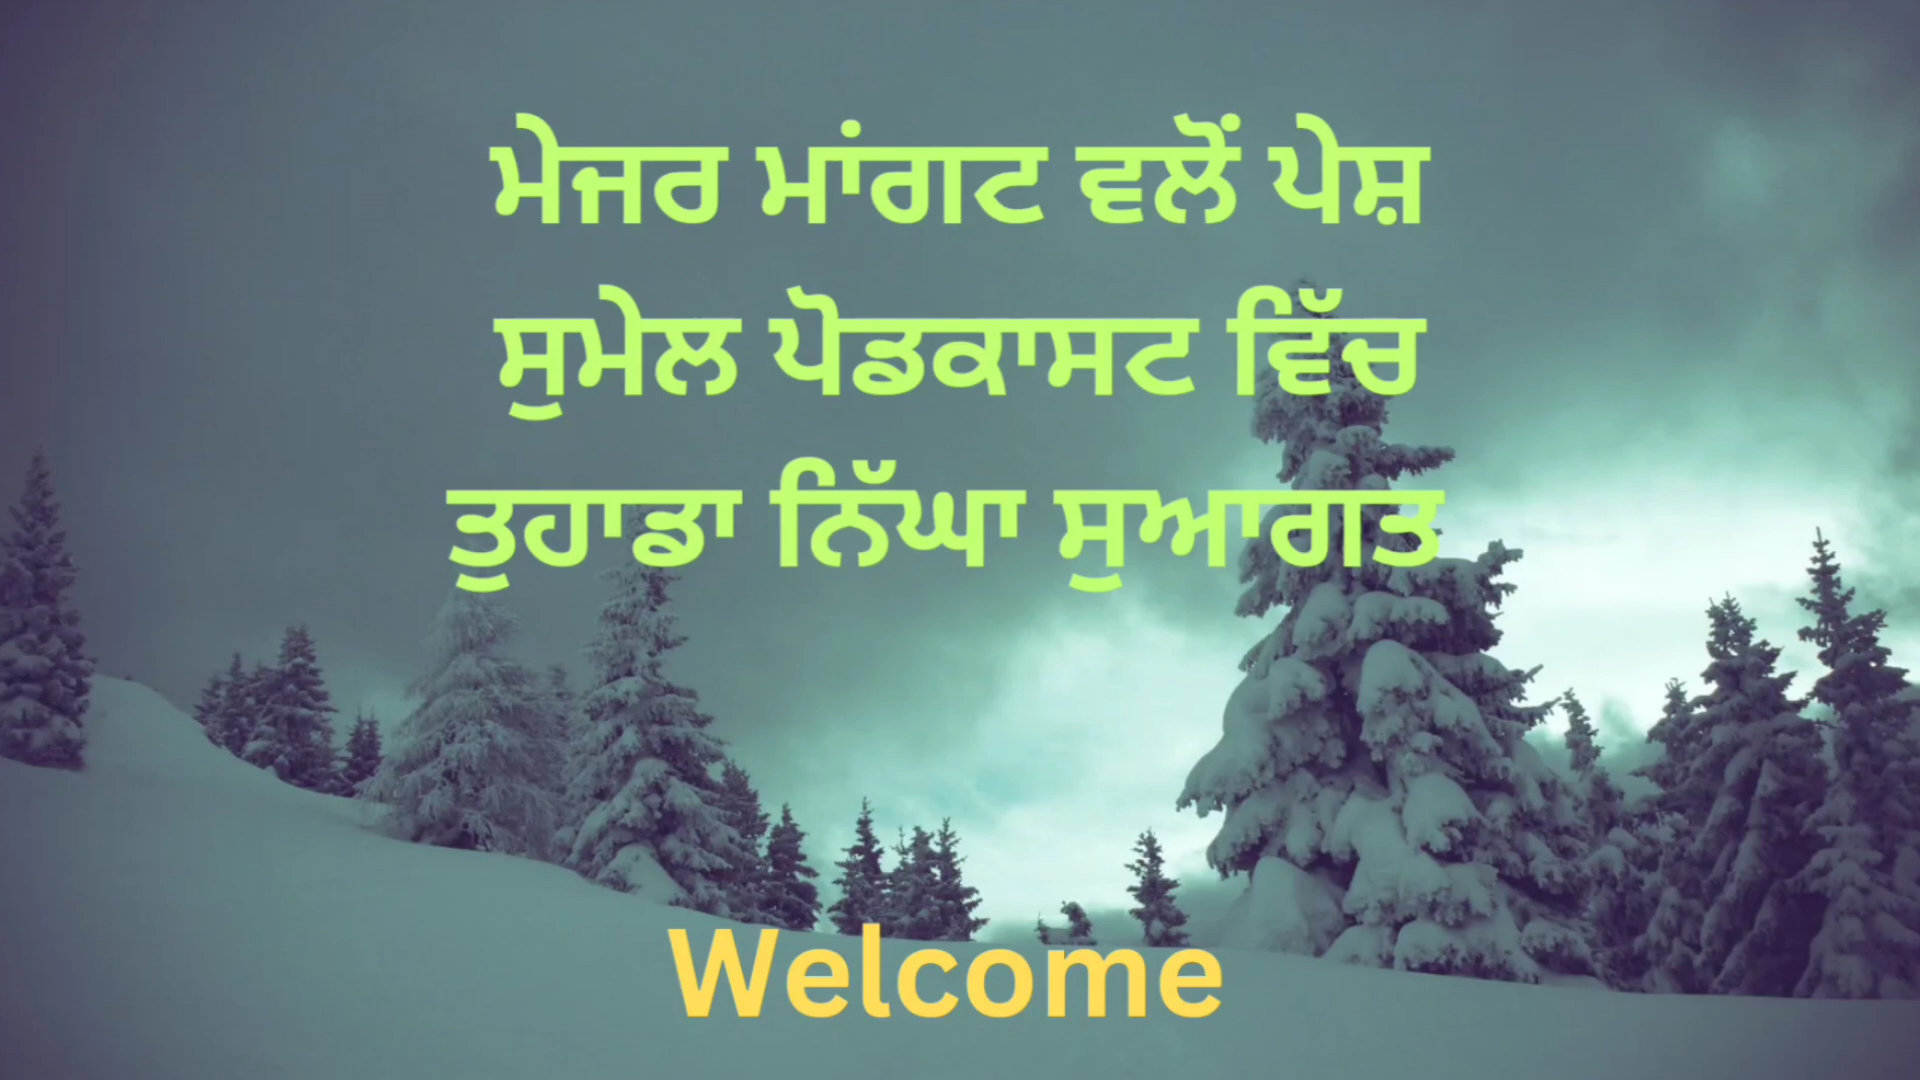 ਮੇਜਰ ਮਾਂਗਟ ਵਲੋਂ ਪੇਸ਼
ਸੁਮੇਲ ਪੋਡਕਾਸਟ ਵਿੱਚ
ਤੁਹਾਡਾ ਨਿੱਘਾ ਸੁਆਗਤ
Welcome